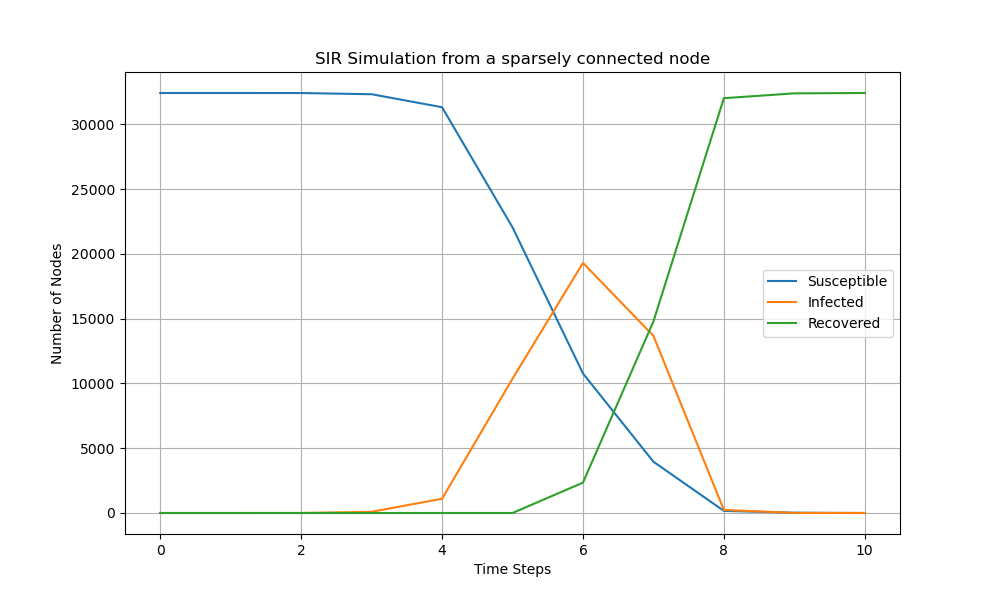 SIR Simulation from a sparsely connected node
Number of Nodes
30000
25000
20000
15000
10000
5000
0
Susceptible
Infected
Recovered
0 2 4 6 8 10
Time Steps